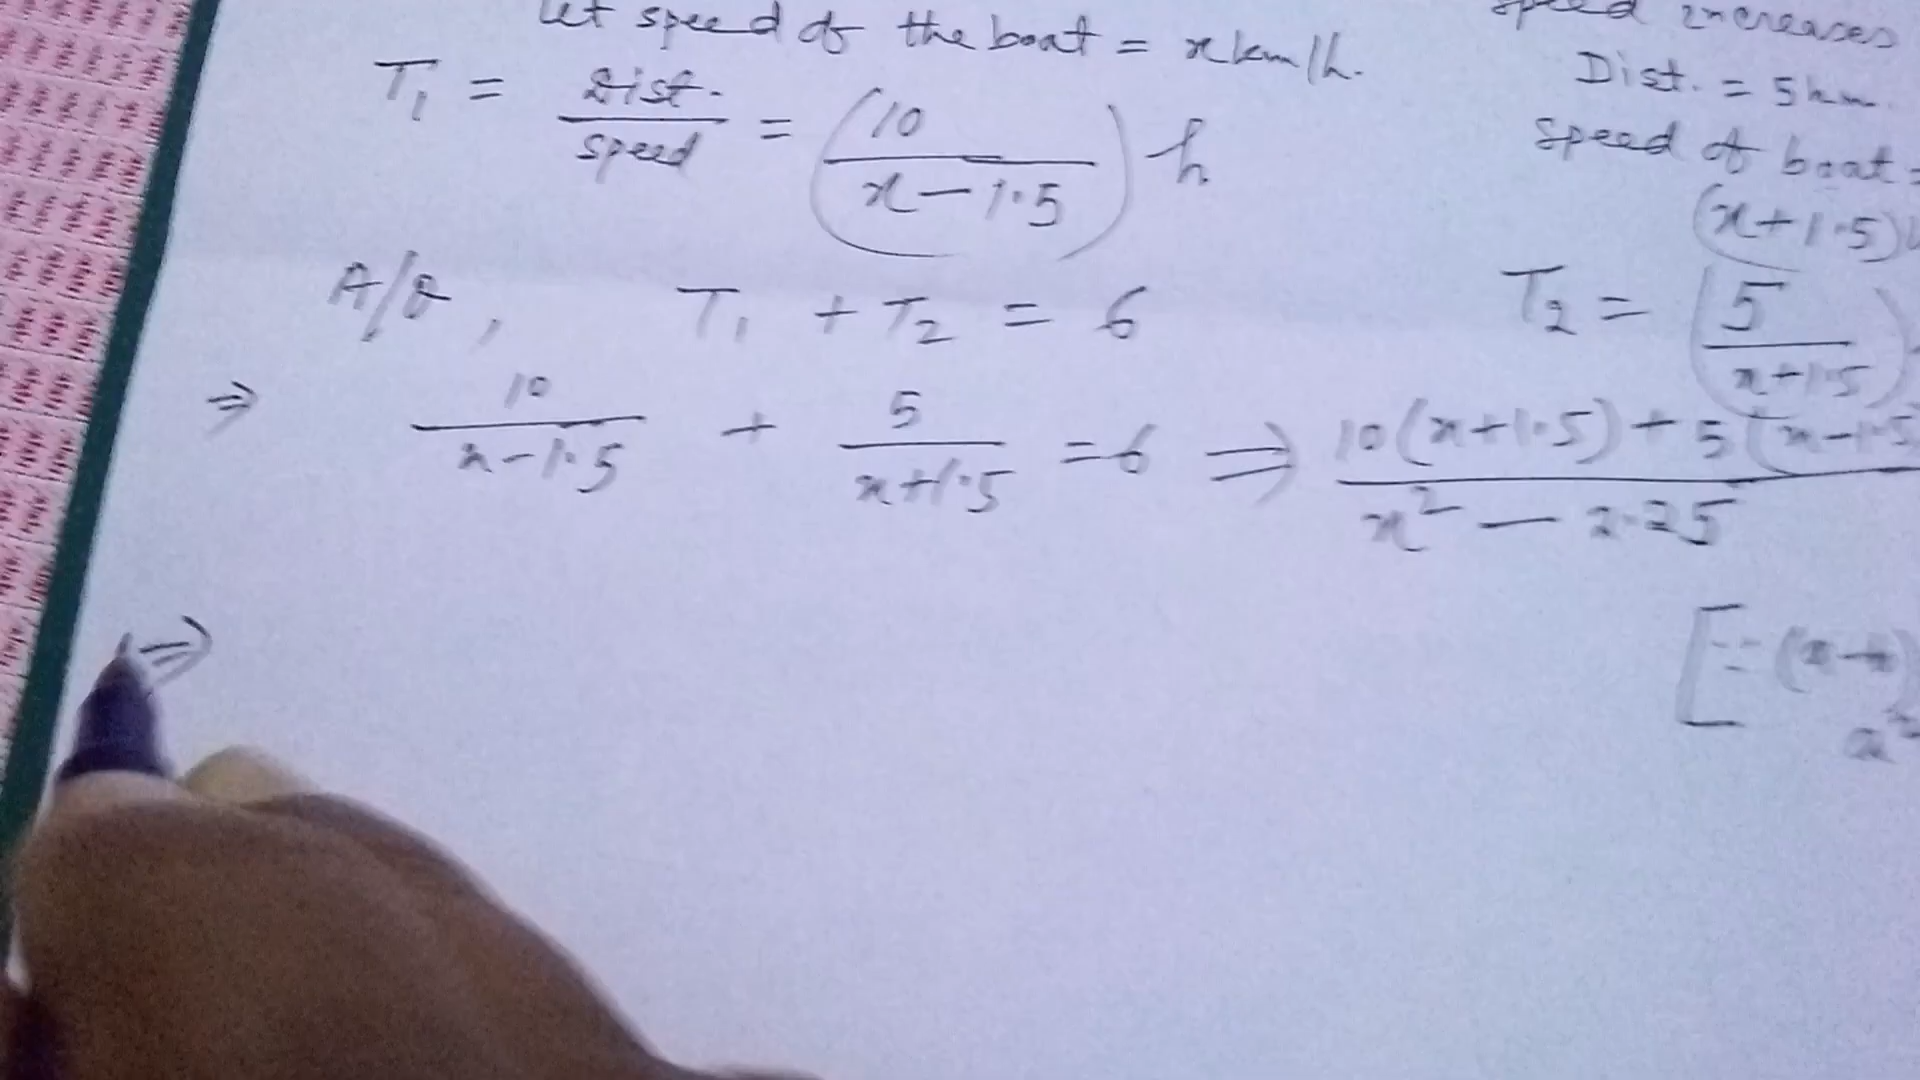 let speed of the boat = x km/h.
T₁ = Dist./speed = (10/(x - 1.5)) h
A/Q, T₁ + T₂ = 6
⇒ 10/(x - 1.5) + 5/(x + 1.5) = 6 ⇒ 10(x + 1.5) + 5(x - 1.5)/(x² - 2.25)
⇒
speed increases
Dist. = 5 km.
speed of boat =
(x + 1.5)
T₂ = (5/(x + 1.5))